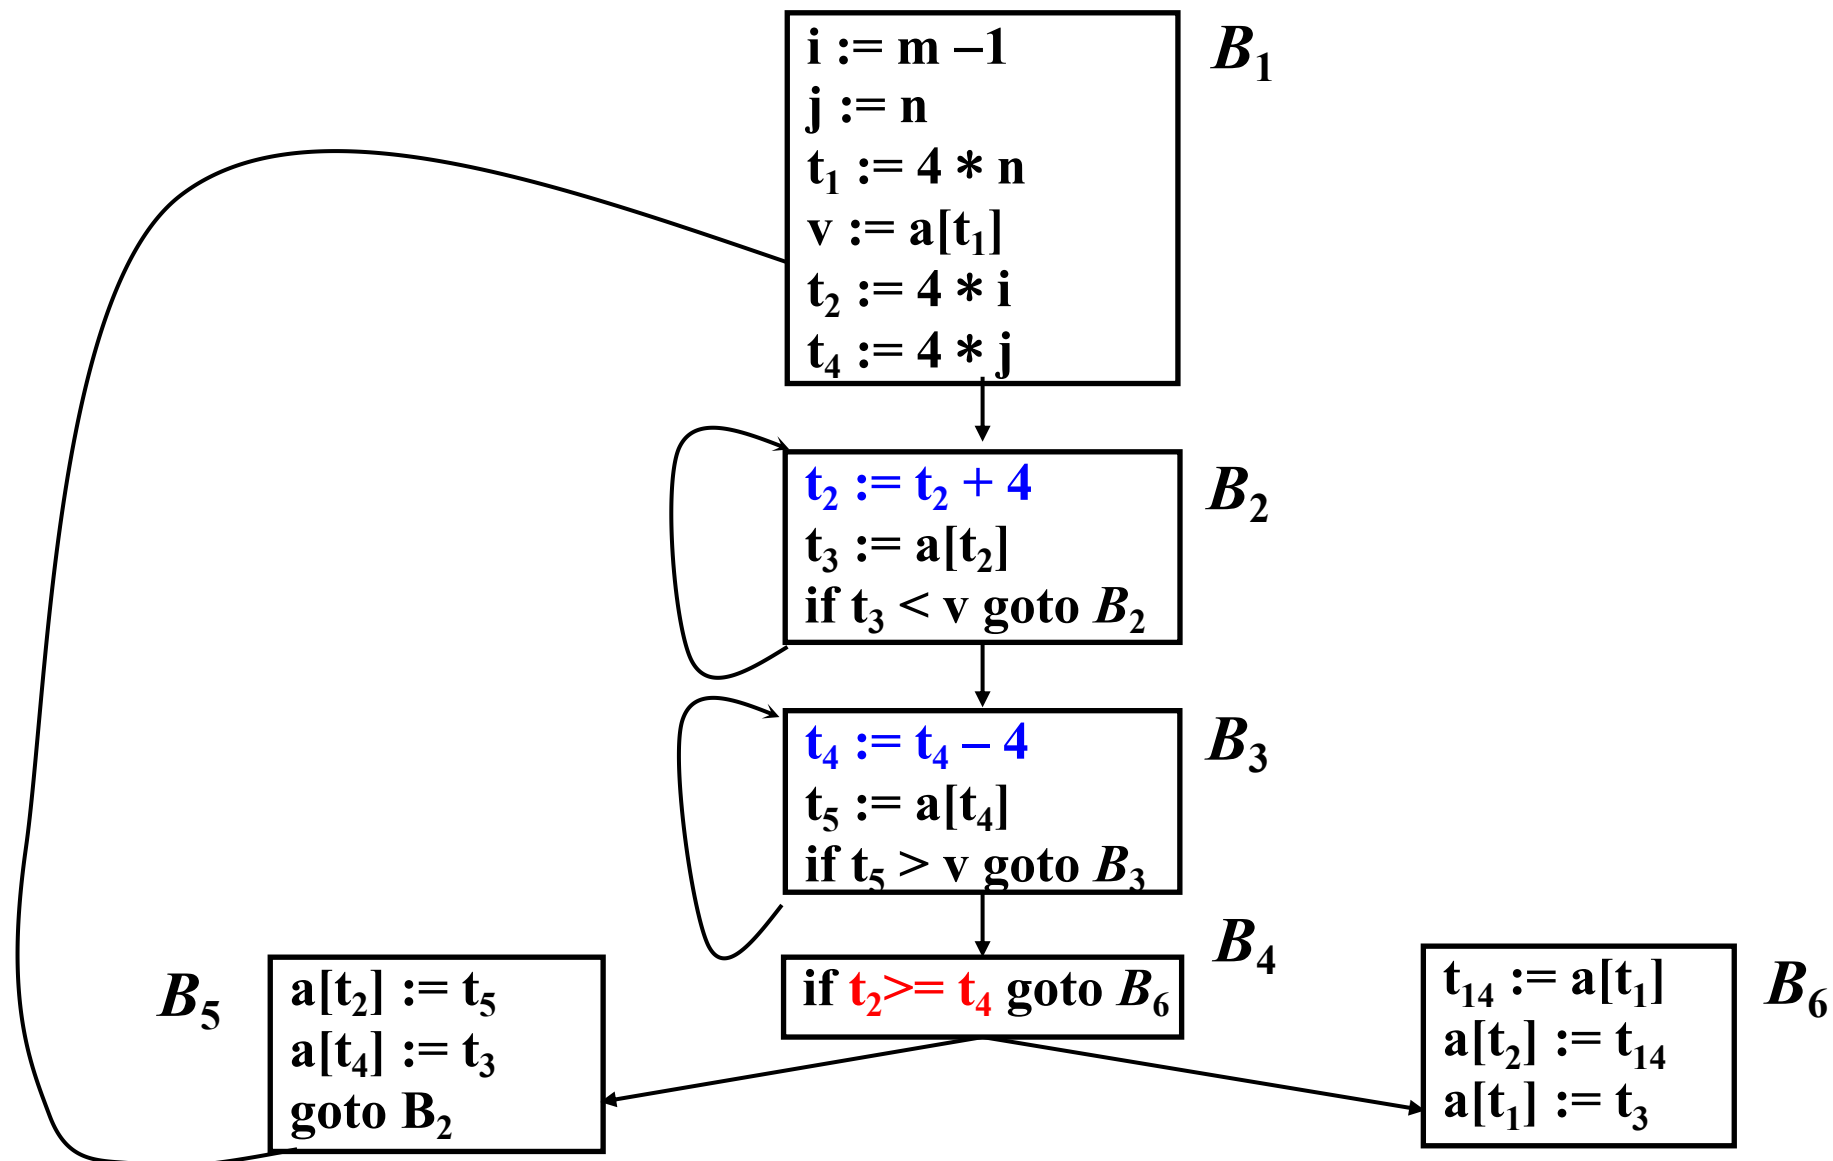 i := m –1
j := n
t₁ := 4 * n
v := a[t₁]
t₂ := 4 * i
t₄ := 4 * j
B₁
t₂ := t₂ + 4
t₃ := a[t₂]
if t₃ < v goto B₂
B₂
t₄ := t₄ – 4
t₅ := a[t₄]
if t₅ > v goto B₃
B₃
if t₂>= t₄ goto B₆
B₄
B₅
a[t₂] := t₅
a[t₄] := t₃
goto B₂
t₁₄ := a[t₁]
a[t₂] := t₁₄
a[t₁] := t₃
B₆